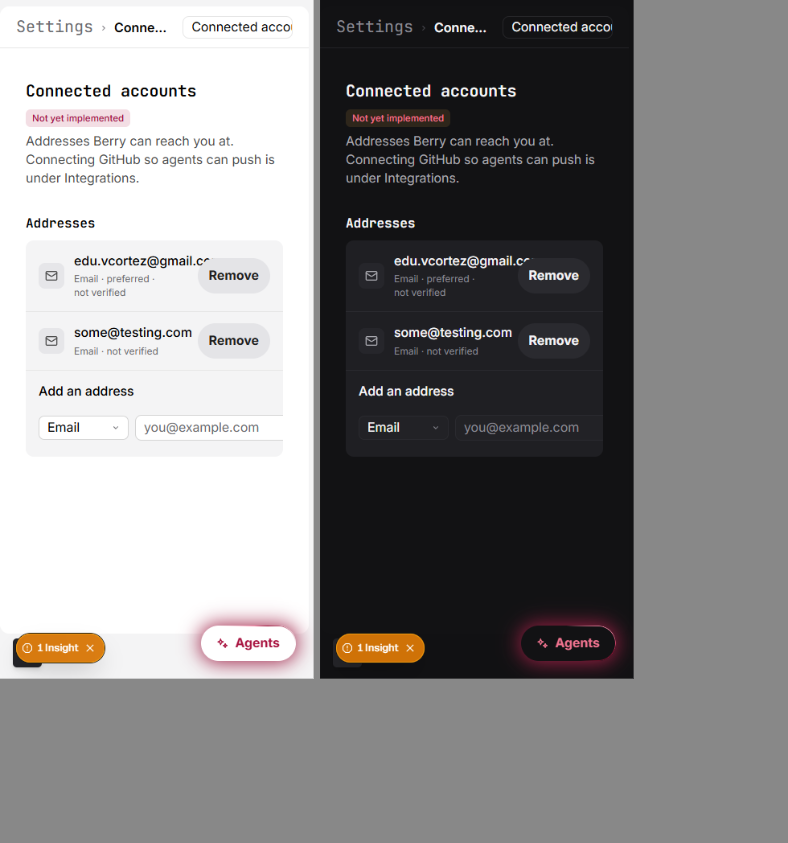 Settings › Conne... Connected accou
Connected accounts
Not yet implemented
Addresses Berry can reach you at.
Connecting GitHub so agents can push is
under Integrations.
Addresses
edu.vcortez@gmail.co
Email · preferred ·
not verified
Remove
some@testing.com
Email · not verified
Remove
Add an address
Email
you@example.com
1 Insight
Agents
Settings › Conne... Connected accou
Connected accounts
Not yet implemented
Addresses Berry can reach you at.
Connecting GitHub so agents can push is
under Integrations.
Addresses
edu.vcortez@gmail.co
Email · preferred ·
not verified
Remove
some@testing.com
Email · not verified
Remove
Add an address
Email
you@example.com
1 Insight
Agents